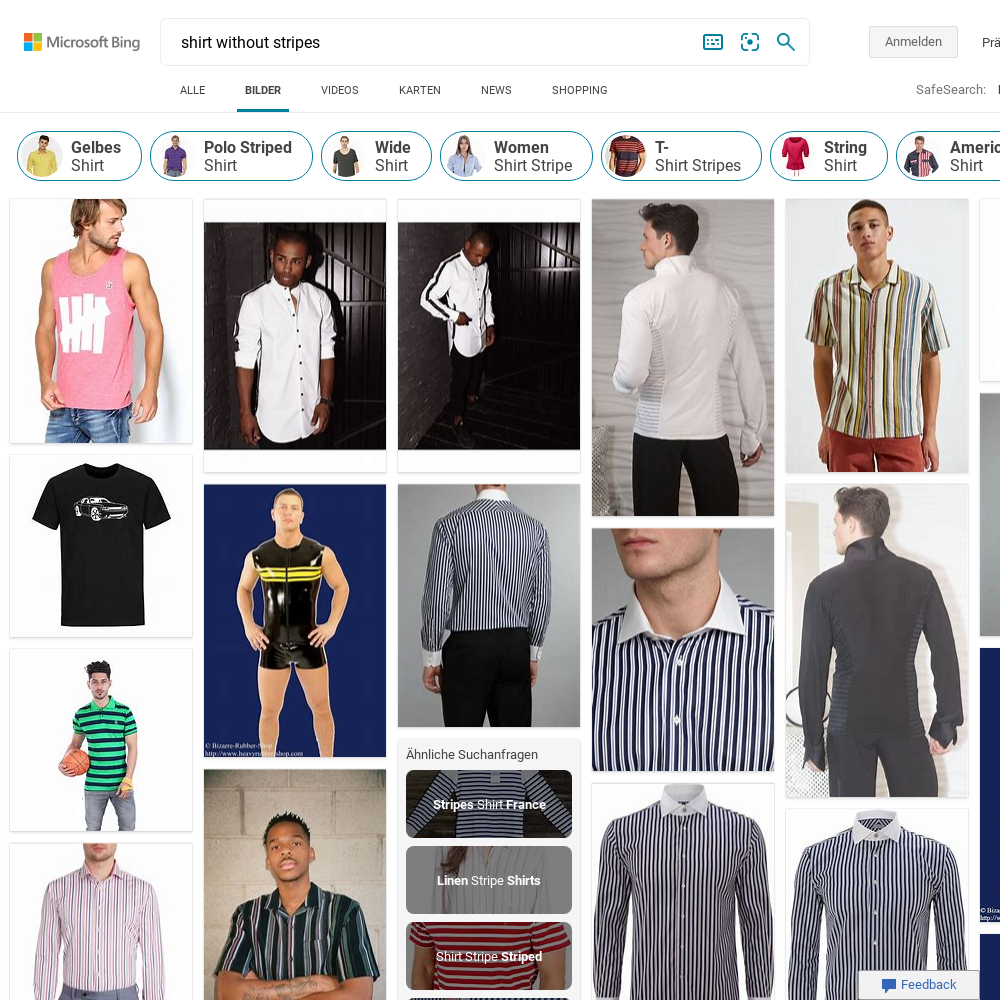 Microsoft Bing
shirt without stripes
Anmelden
Prä
ALLE
BILDER
VIDEOS
KARTEN
NEWS
SHOPPING
SafeSearch:
Gelbes
Shirt
Polo Striped
Shirt
Wide
Shirt
Women
Shirt Stripe
T-
Shirt Stripes
String
Shirt
Americ
Shirt
© Bizarre-Rubber-Shop
http://www.heavyrubbershop.com
Ähnliche Suchanfragen
Stripes Shirt France
Linen Stripe Shirts
Shirt Stripe Striped
© Biza
http://w
Feedback